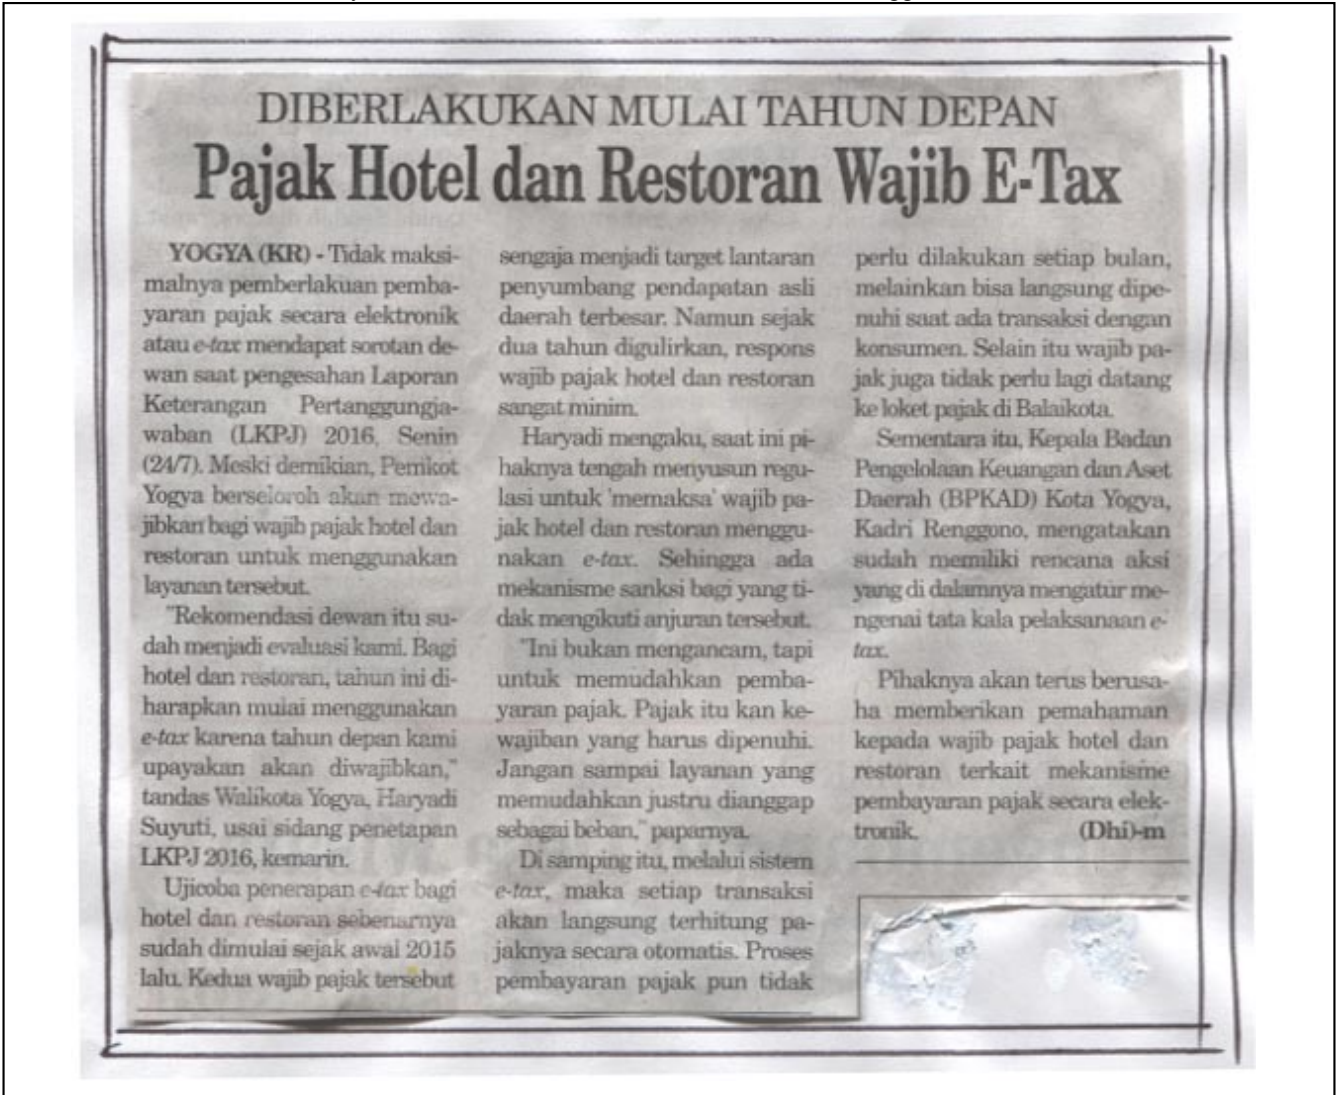 DIBERLAKUKAN MULAI TAHUN DEPAN
Pajak Hotel dan Restoran Wajib E-Tax
YOGYA (KR) - Tidak maksi-
malnya pemberlakuan pemba-
yaran pajak secara elektronik
atau e-tax mendapat sorotan de-
wan saat pengesahan Laporan
Keterangan Pertanggungja-
waban (LKPJ) 2016, Senin
(24/7). Meski demikian, Pemkot
Yogya berseloroh akan mewa-
jibkan bagi wajib pajak hotel dan
restoran untuk menggunakan
layanan tersebut.
"Rekomendasi dewan itu su-
dah menjadi evaluasi kami. Bagi
hotel dan restoran, tahun ini di-
harapkan mulai menggunakan
e-tax karena tahun depan kami
upayakan akan diwajibkan,"
tandas Walikota Yogya, Haryadi
Suyuti, usai sidang penetapan
LKPJ 2016, kemarin.
Ujicoba penerapan e-tax bagi
hotel dan restoran sebenarnya
sudah dimulai sejak awal 2015
lalu. Kedua wajib pajak tersebut
sengaja menjadi target lantaran
penyumbang pendapatan asli
daerah terbesar. Namun sejak
dua tahun digulirkan, respons
wajib pajak hotel dan restoran
sangat minim.
Haryadi mengaku, saat ini pi-
haknya tengah menyusun regu-
lasi untuk 'memaksa' wajib pa-
jak hotel dan restoran menggu-
nakan e-tax. Sehingga ada
mekanisme sanksi bagi yang ti-
dak mengikuti anjuran tersebut.
"Ini bukan mengancam, tapi
untuk memudahkan pemba-
yaran pajak. Pajak itu kan ke-
wajiban yang harus dipenuhi.
Jangan sampai layanan yang
memudahkan justru dianggap
sebagai beban," paparnya.
Di samping itu, melalui sistem
e-tax, maka setiap transaksi
akan langsung terhitung pa-
jaknya secara otomatis. Proses
pembayaran pajak pun tidak
perlu dilakukan setiap bulan,
melainkan bisa langsung dipe-
nuhi saat ada transaksi dengan
konsumen. Selain itu wajib pa-
jak juga tidak perlu lagi datang
ke loket pajak di Balaikota.
Sementara itu, Kepala Badan
Pengelolaan Keuangan dan Aset
Daerah (BPKAD) Kota Yogya,
Kadri Renggono, mengatakan
sudah memiliki rencana aksi
yang di dalamnya mengatur me-
ngenai tata kala pelaksanaan e-
tax.
Pihaknya akan terus berusa-
ha memberikan pemahaman
kepada wajib pajak hotel dan
restoran terkait mekanisme
pembayaran pajak secara elek-
tronik. (Dhi)-m